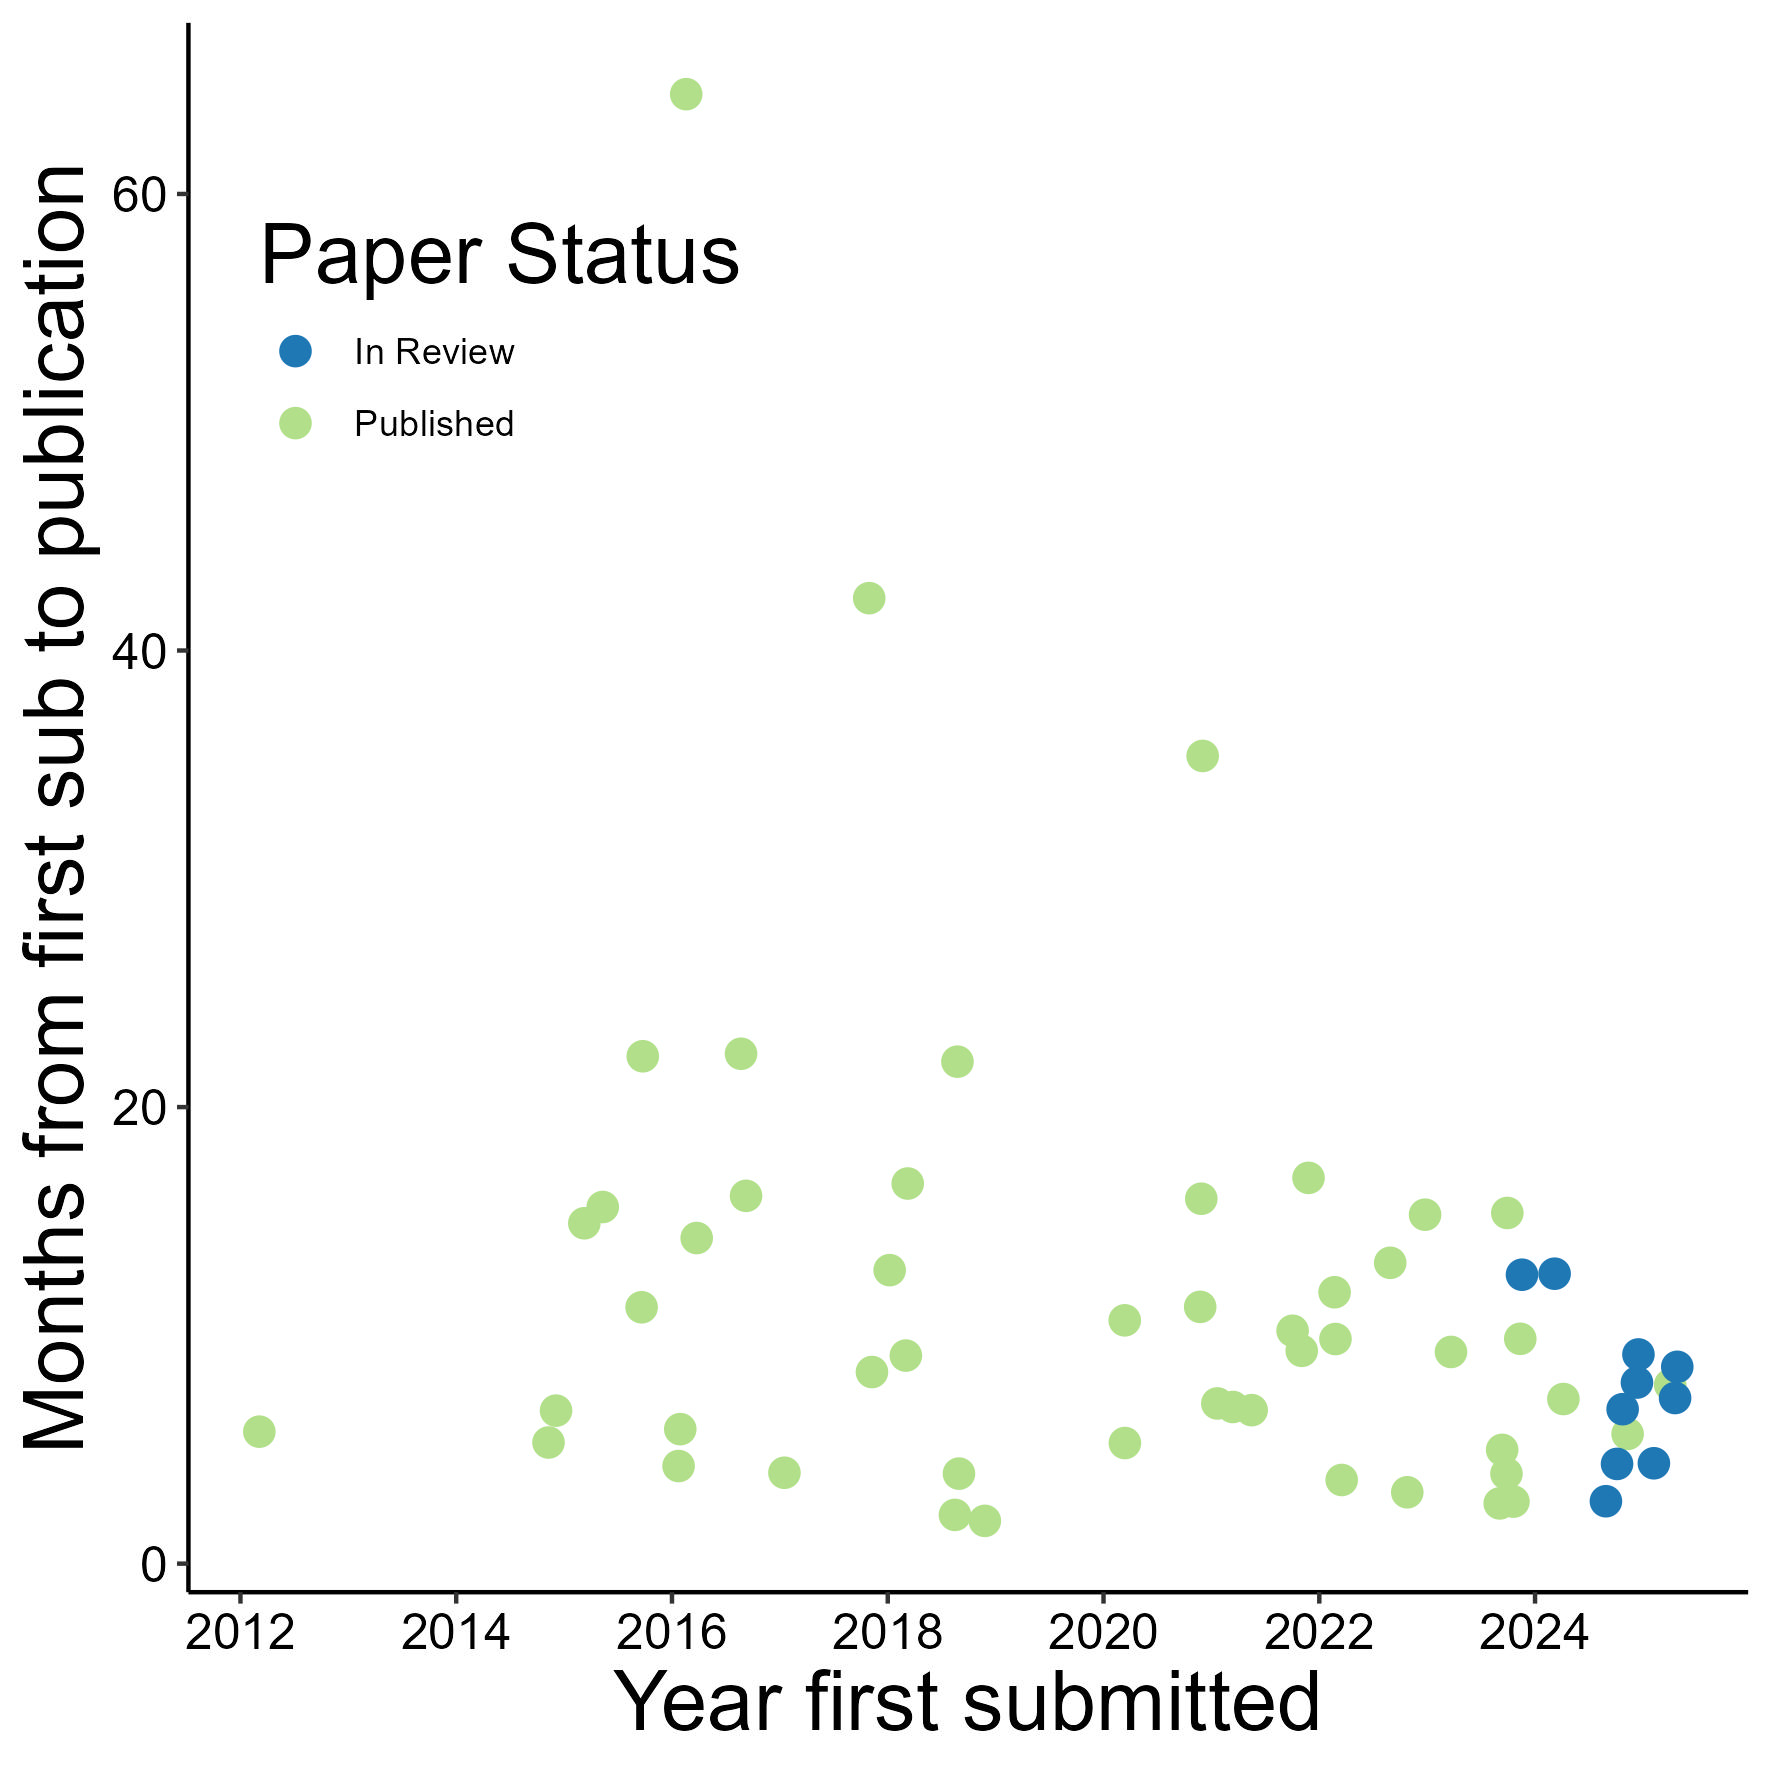 60
Paper Status
In Review
Published
40
20
0
2012 2014 2016 2018 2020 2022 2024
Year first submitted
Months from first sub to publication